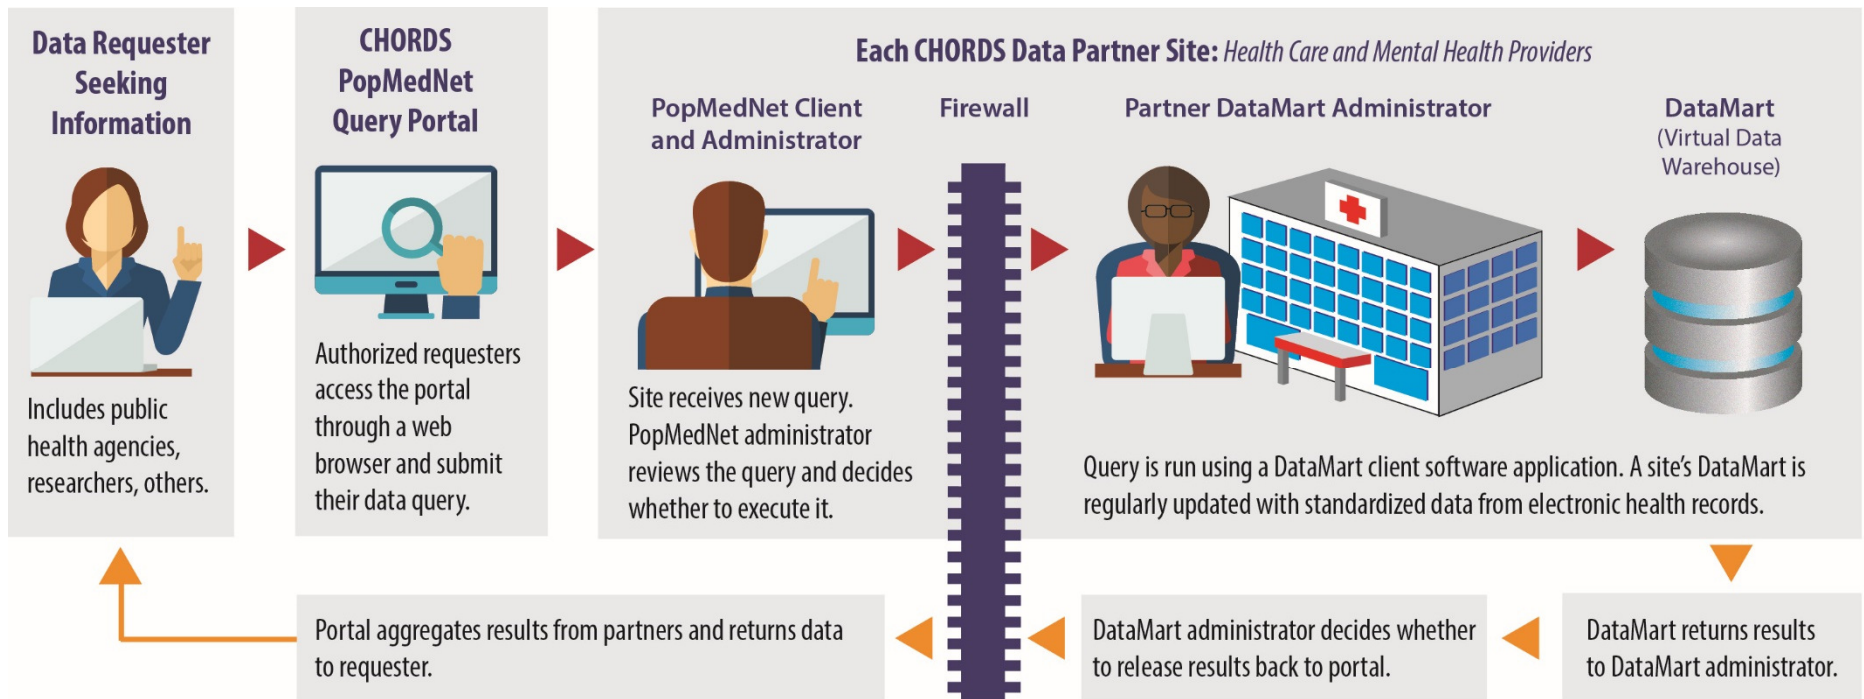 Data Requester
Seeking
Information
Includes public
health agencies,
researchers, others.
CHORDS
PopMedNet
Query Portal
Authorized requesters
access the portal
through a web
browser and submit
their data query.
Each CHORDS Data Partner Site: Health Care and Mental Health Providers
PopMedNet Client
and Administrator
Site receives new query.
PopMedNet administrator
reviews the query and decides
whether to execute it.
Firewall
Partner DataMart Administrator
DataMart
(Virtual Data
Warehouse)
Query is run using a DataMart client software application. A site’s DataMart is
regularly updated with standardized data from electronic health records.
DataMart returns results
to DataMart administrator.
DataMart administrator decides whether
to release results back to portal.
Portal aggregates results from partners and returns data
to requester.